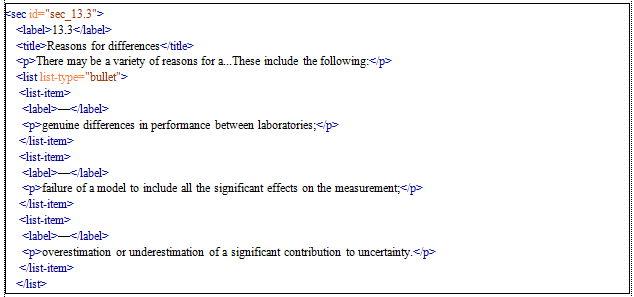 <sec id="sec_13.3">
<label>13.3</label>
<title>Reasons for differences</title>
<p>There may be a variety of reasons for a...These include the following:</p>
<list list-type="bullet">
<list-item>
<label>—</label>
<p>genuine differences in performance between laboratories;</p>
</list-item>
<list-item>
<label>—</label>
<p>failure of a model to include all the significant effects on the measurement;</p>
</list-item>
<list-item>
<label>—</label>
<p>overestimation or underestimation of a significant contribution to uncertainty.</p>
</list-item>
</list>